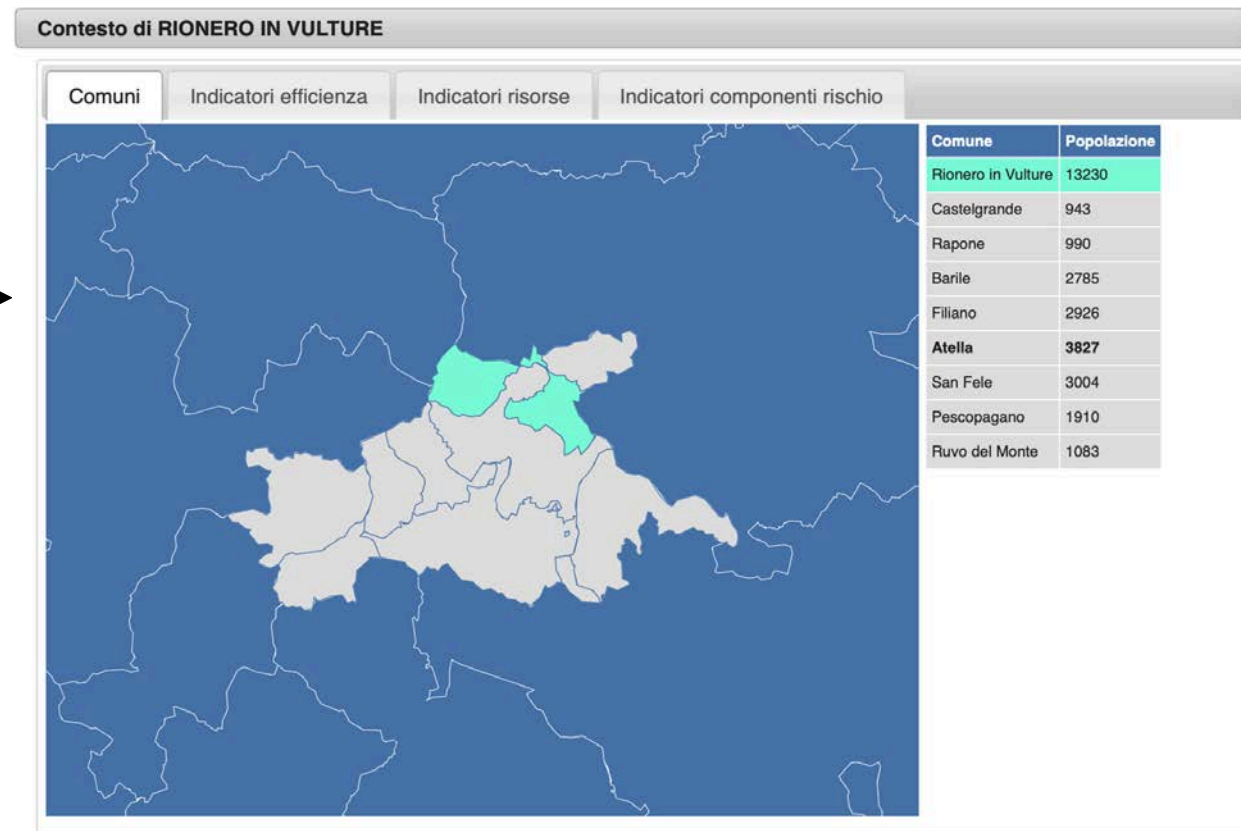 Contesto di RIONERO IN VULTURE
Comuni Indicatori efficienza Indicatori risorse Indicatori componenti rischio
Comune Popolazione
Rionero in Vulture 13230
Castelgrande 943
Rapone 990
Barile 2785
Filiano 2926
Atella 3827
San Fele 3004
Pescopagano 1910
Ruvo del Monte 1083